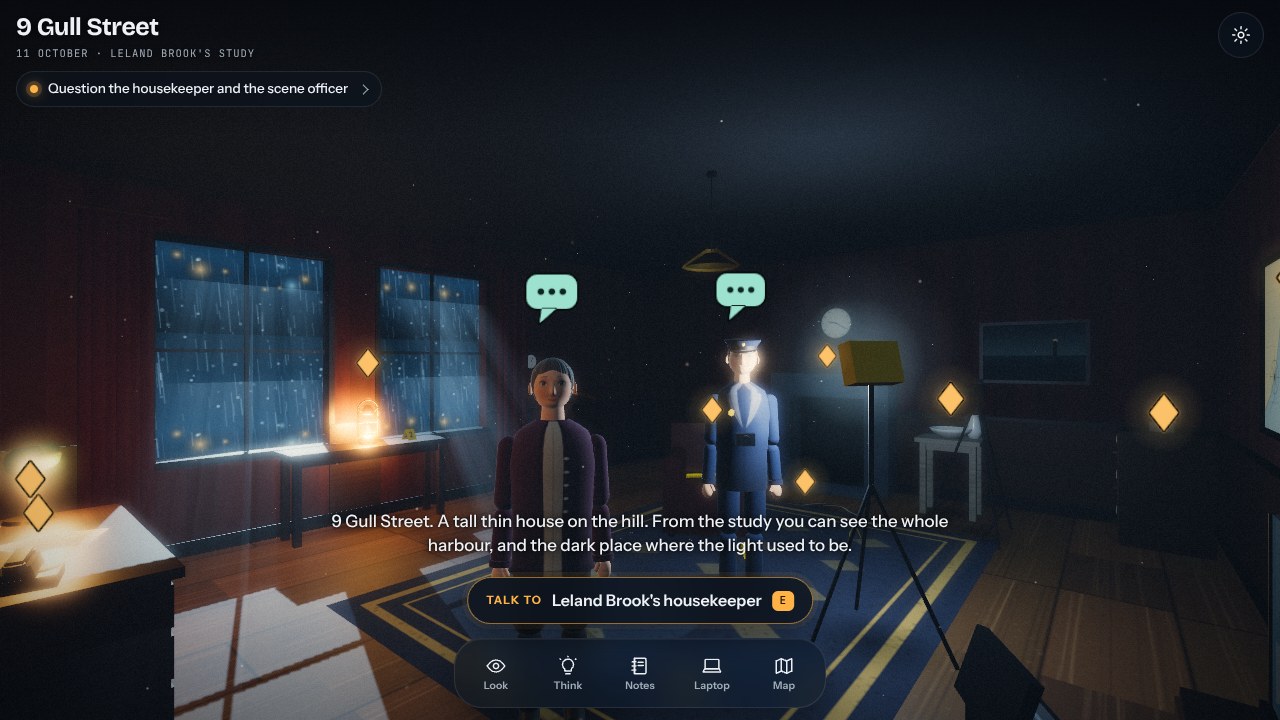 9 Gull Street
11 OCTOBER · LELAND BROOK'S STUDY
Question the housekeeper and the scene officer
9 Gull Street. A tall thin house on the hill. From the study you can see the whole
harbour, and the dark place where the light used to be.
TALK TO Leland Brook's housekeeper E
Look Think Notes Laptop Map